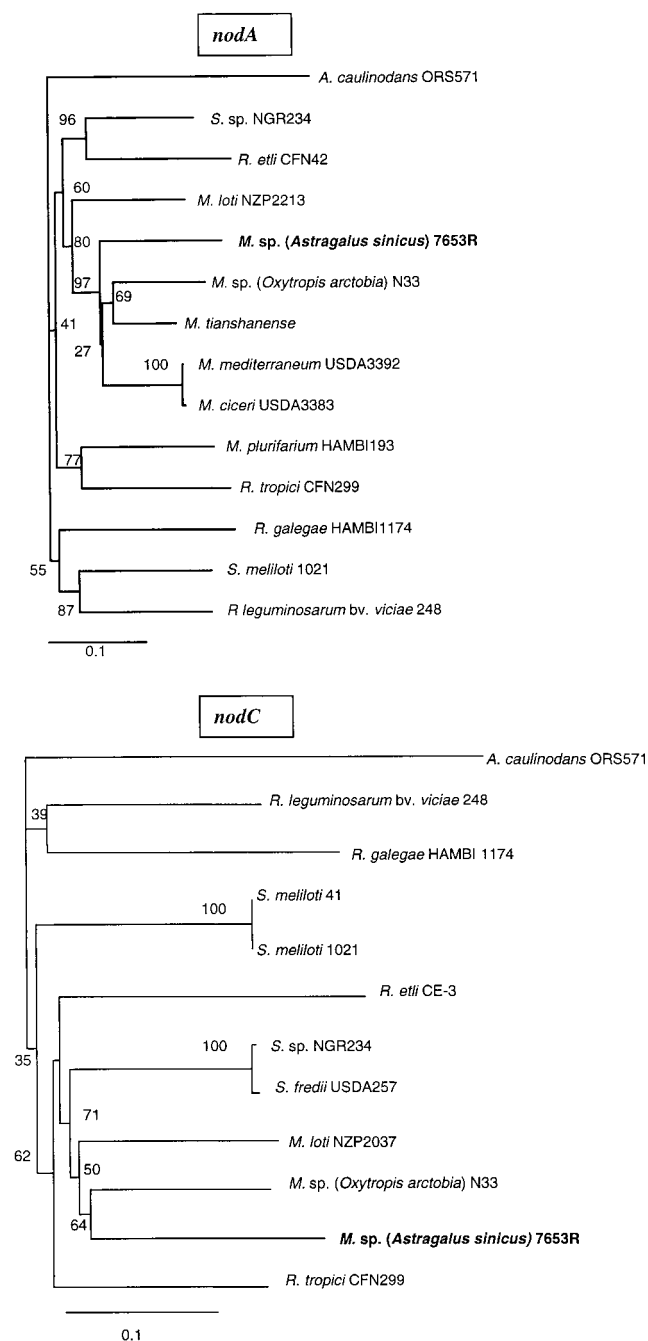 nodA
A. caulinodans ORS571
96
S. sp. NGR234
R. etli CFN42
60
M. loti NZP2213
80
M. sp. (Astragalus sinicus) 7653R
97
M. sp. (Oxytropis arctobia) N33
69
41
M. tianshanense
27
100
M. mediterraneum USDA3392
M. ciceri USDA3383
M. plurifarium HAMBI193
77
R. tropici CFN299
R. galegae HAMBI1174
55
S. meliloti 1021
87
R leguminosarum bv. viciae 248
0.1
nodC
A. caulinodans ORS571
R. leguminosarum bv. viciae 248
39
R. galegae HAMBI 1174
S. meliloti 41
100
S. meliloti 1021
R. etli CE-3
100
S. sp. NGR234
35
S. fredii USDA257
71
M. loti NZP2037
62
50
M. sp. (Oxytropis arctobia) N33
64
M. sp. (Astragalus sinicus) 7653R
R. tropici CFN299
0.1